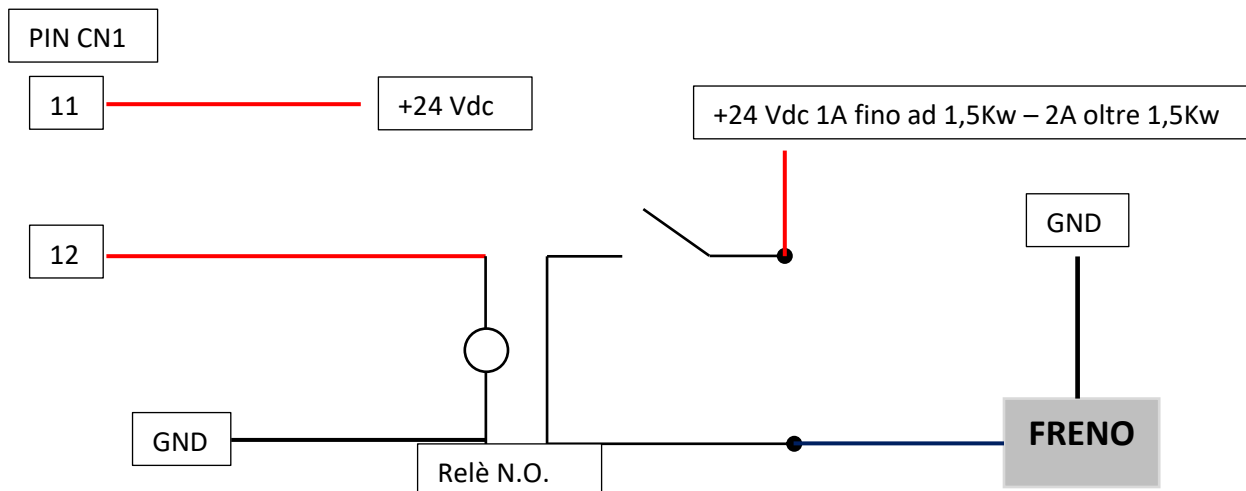 PIN CN1
11
+24 Vdc
+24 Vdc 1A fino ad 1,5Kw – 2A oltre 1,5Kw
12
GND
GND
FRENO
Relè N.O.